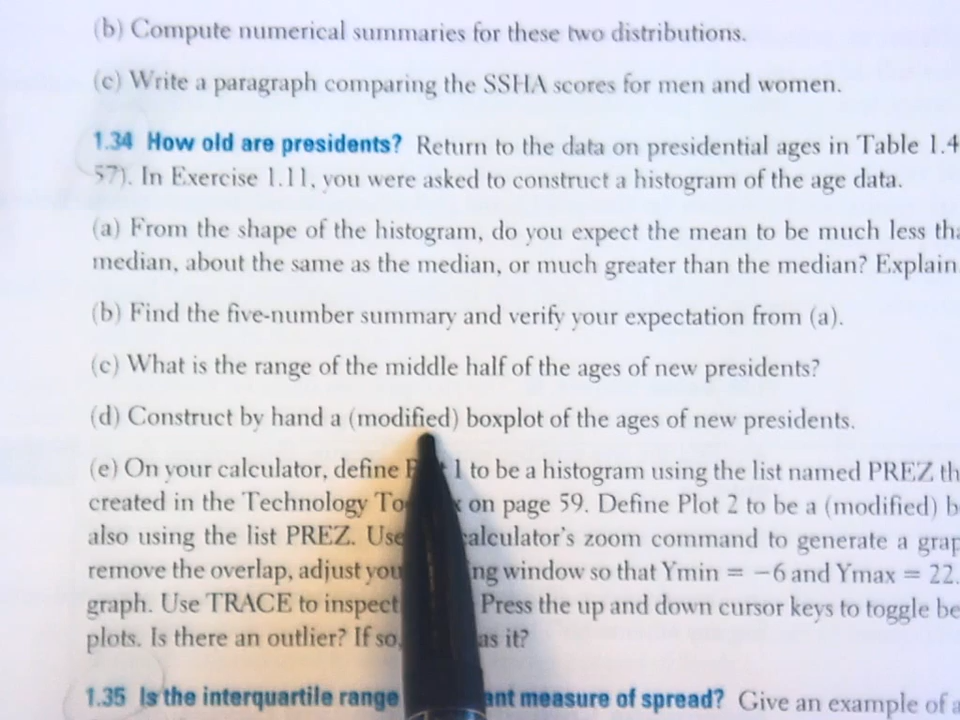 (b) Compute numerical summaries for these two distributions.
(c) Write a paragraph comparing the SSHA scores for men and women.
1.34 How old are presidents? Return to the data on presidential ages in Table 1.4
57). In Exercise 1.11, you were asked to construct a histogram of the age data.
(a) From the shape of the histogram, do you expect the mean to be much less
median, about the same as the median, or much greater than the median? Explain.
(b) Find the five-number summary and verify your expectation from (a).
(c) What is the range of the middle half of the ages of new presidents?
(d) Construct by hand a (modified) boxplot of the ages of new presidents.
(e) On your calculator, define 1 to be a histogram using the list named PREZ
created in the Technology on page 59. Define Plot 2 to be a (modified)
also using the list PREZ. Use calculator's zoom command to generate a
remove the overlap, adjust window so that Ymin = −6 and Ymax = 22.
graph. Use TRACE to inspect Press the up and down cursor keys to toggle
plots. Is there an outlier? If so, it?
1.35 Is the interquartile range measure of spread? Give an example of